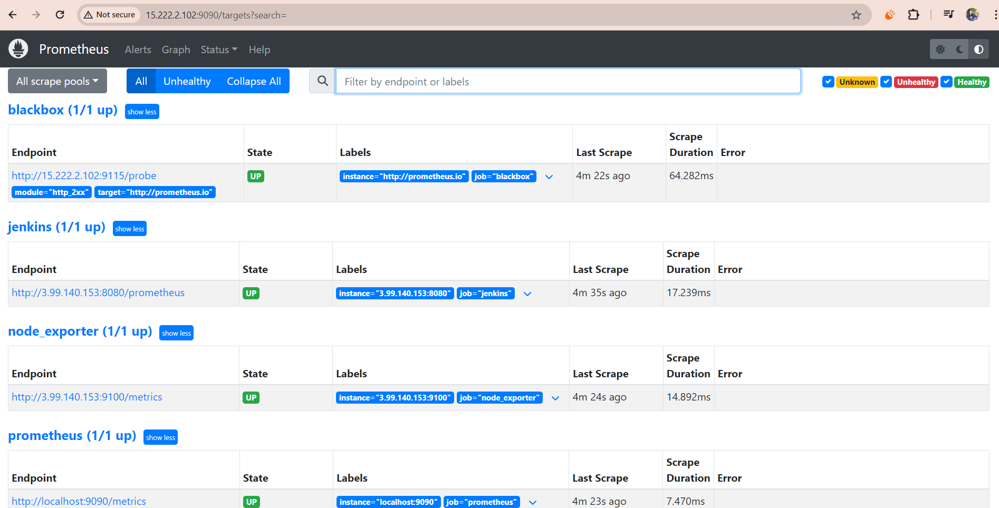 Not secure 15.222.2.102:9090/targets?search=
Prometheus Alerts Graph Status Help
All scrape pools All Unhealthy Collapse All Filter by endpoint or labels Unknown Unhealthy Healthy
blackbox (1/1 up) show less
Endpoint State Labels Last Scrape Scrape Duration Error
http://15.222.2.102:9115/probe UP instance="http://prometheus.io" job="blackbox" 4m 22s ago 64.282ms
module="http_2xx" target="http://prometheus.io"
jenkins (1/1 up) show less
Endpoint State Labels Last Scrape Scrape Duration Error
http://3.99.140.153:8080/prometheus UP instance="3.99.140.153:8080" job="jenkins" 4m 35s ago 17.239ms
node_exporter (1/1 up) show less
Endpoint State Labels Last Scrape Scrape Duration Error
http://3.99.140.153:9100/metrics UP instance="3.99.140.153:9100" job="node_exporter" 4m 24s ago 14.892ms
prometheus (1/1 up) show less
Endpoint State Labels Last Scrape Scrape Duration Error
http://localhost:9090/metrics UP instance="localhost:9090" job="prometheus" 4m 23s ago 7.470ms